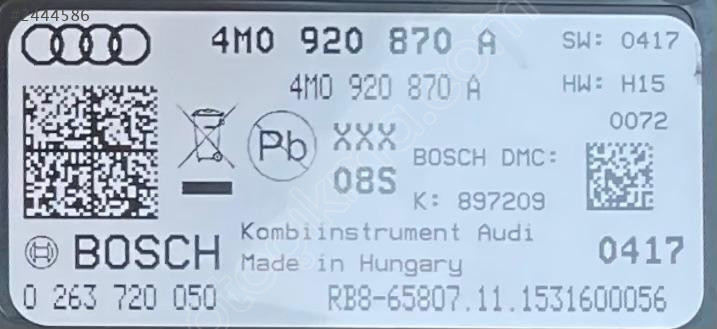 2444586
4M0 920 870 A SW: 0417
4M0 920 870 A HW: H15
0072
Pb XXX BOSCH DMC:
08S K: 897209
BOSCH Kombiinstrument Audi 0417
Made in Hungary
0 263 720 050 RB8-65807.11.1531600056